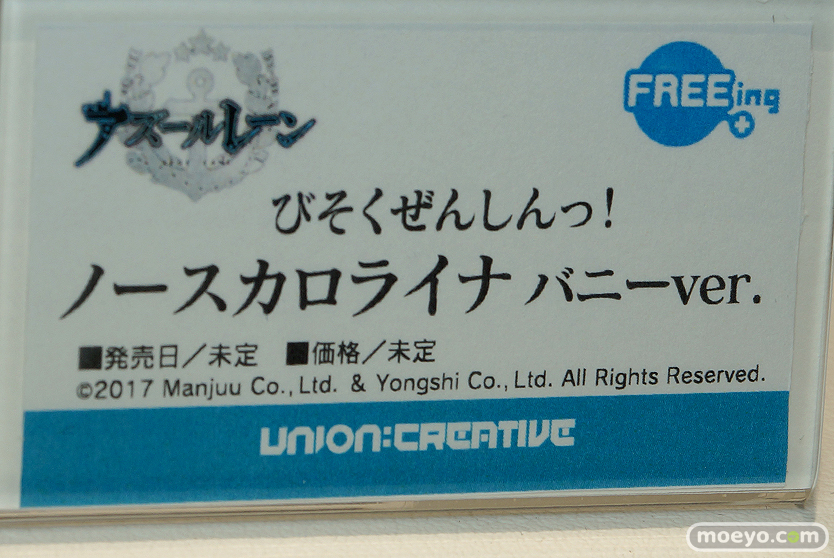 アズールレーン
FREEing
びそくぜんしんっ!
ノースカロライナ バニーver.
■発売日/未定 ■価格/未定
©2017 Manjuu Co.,Ltd. & Yongshi Co.,Ltd. All Rights Reserved.
UNION:CREATIVE
moeyo.com